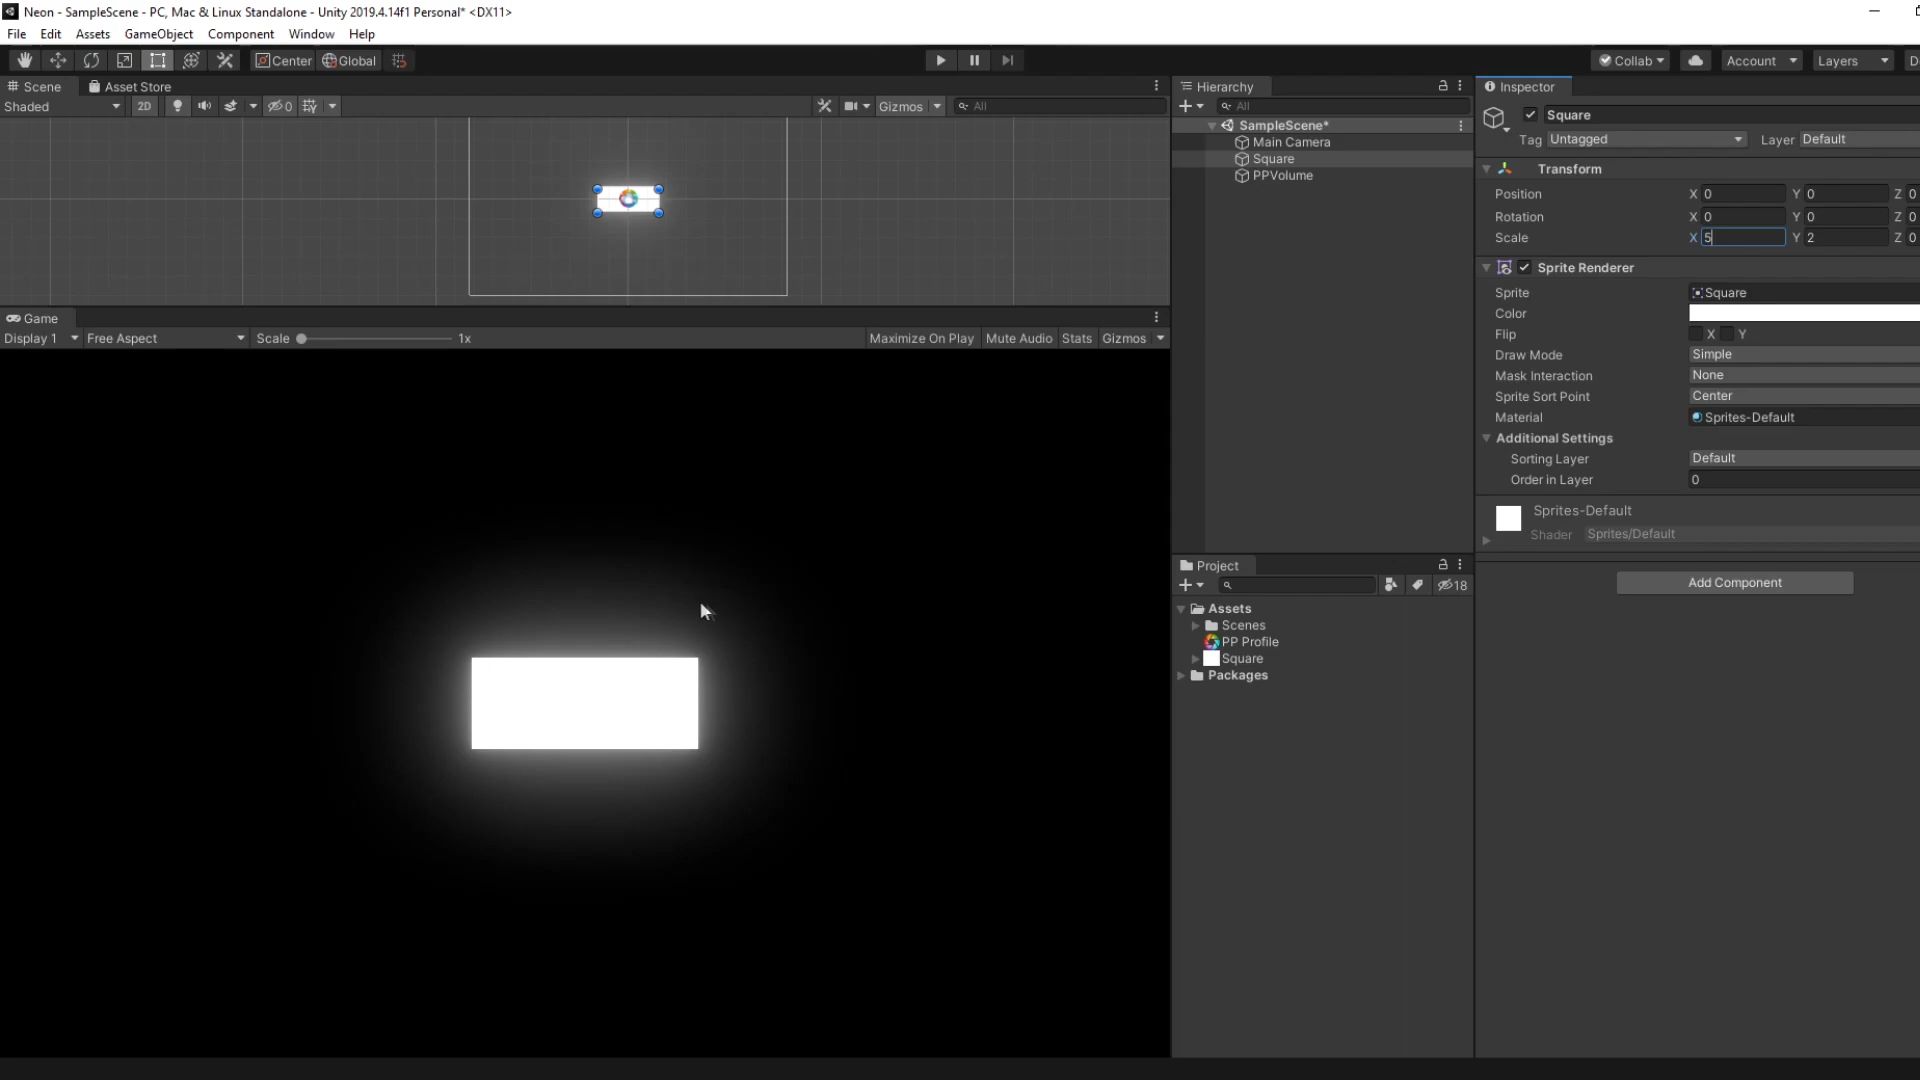 Neon - SampleScene - PC, Mac & Linux Standalone - Unity 2019.4.14f1 Personal* <DX11>
File Edit Assets GameObject Component Window Help
Center Global Collab Account Layers
Scene Asset Store
Shaded 2D 0 Gizmos All
Game
Display 1 Free Aspect Scale 1x Maximize On Play Mute Audio Stats Gizmos
Hierarchy
All
SampleScene*
Main Camera
Square
PPVolume
Project
18
Assets
Scenes
PP Profile
Square
Packages
Inspector
Square
Tag Untagged Layer Default
Transform
Position X 0 Y 0 Z 0
Rotation X 0 Y 0 Z 0
Scale X 5 Y 2 Z 0
Sprite Renderer
Sprite Square
Color
Flip X Y
Draw Mode Simple
Mask Interaction None
Sprite Sort Point Center
Material Sprites-Default
Additional Settings
Sorting Layer Default
Order in Layer 0
Sprites-Default
Shader Sprites/Default
Add Component